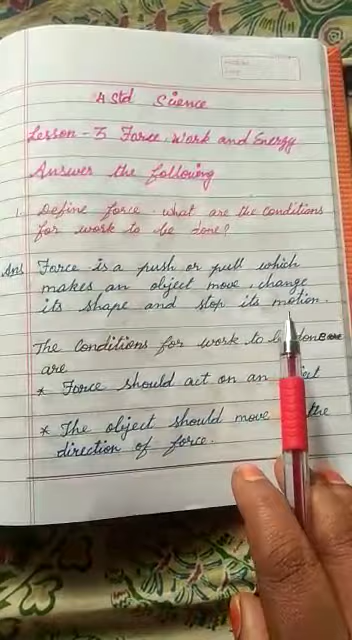 4 Std Science
Lesson - 3 Force, Work and Energy
Answer the following
1. Define force. what are the conditions
for work to be done?
Ans Force is a push or pull which
makes an object move, change
its shape and stop its motion.
The conditions for work to be done
are
* Force should act on an
* The object should move the
direction of force.